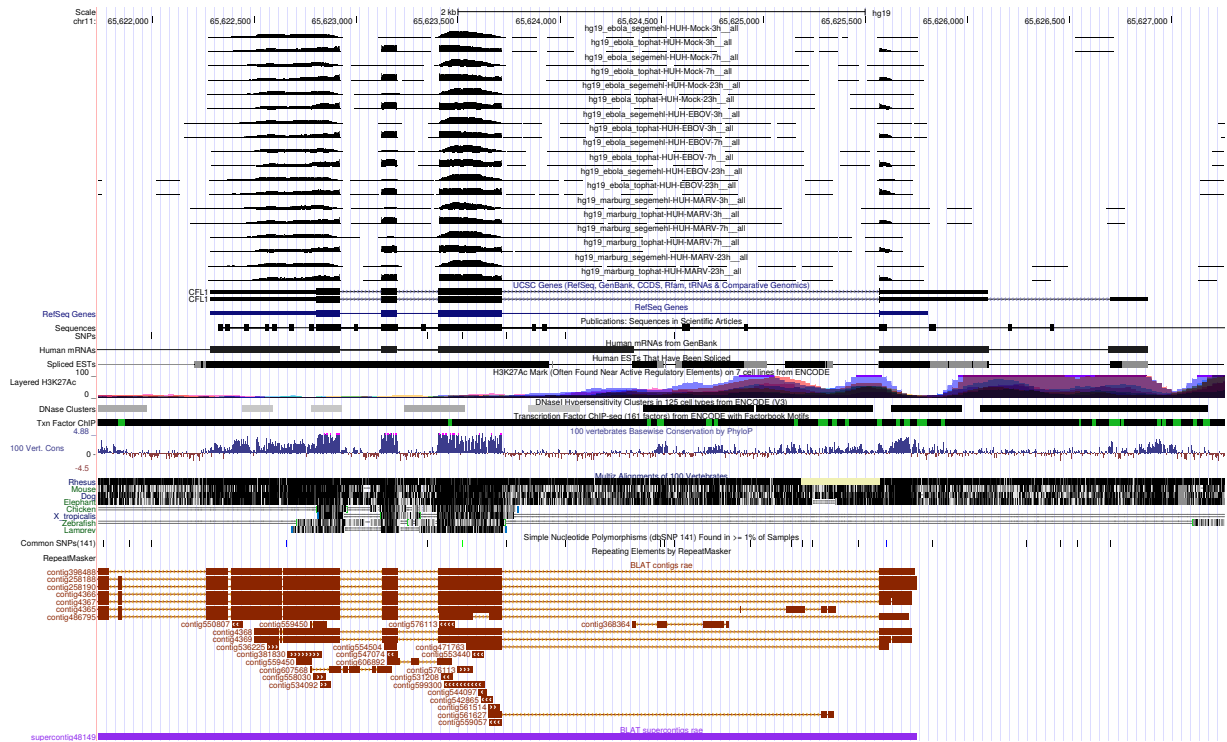 Scale 2 kb hg19
chr11: 65,622,000 65,622,500 65,623,000 65,623,500 65,624,000 65,624,500 65,625,000 65,625,500 65,626,000 65,626,500 65,627,000
hg19_ebola_segemehl-HUH-Mock-3h__all
hg19_ebola_tophat-HUH-Mock-3h__all
hg19_ebola_segemehl-HUH-Mock-7h__all
hg19_ebola_tophat-HUH-Mock-7h__all
hg19_ebola_segemehl-HUH-Mock-23h__all
hg19_ebola_tophat-HUH-Mock-23h__all
hg19_ebola_segemehl-HUH-EBOV-3h__all
hg19_ebola_tophat-HUH-EBOV-3h__all
hg19_ebola_segemehl-HUH-EBOV-7h__all
hg19_ebola_tophat-HUH-EBOV-7h__all
hg19_ebola_segemehl-HUH-EBOV-23h__all
hg19_ebola_tophat-HUH-EBOV-23h__all
hg19_marburg_segemehl-HUH-MARV-3h__all
hg19_marburg_tophat-HUH-MARV-3h__all
hg19_marburg_segemehl-HUH-MARV-7h__all
hg19_marburg_tophat-HUH-MARV-7h__all
hg19_marburg_segemehl-HUH-MARV-23h__all
hg19_marburg_tophat-HUH-MARV-23h__all
UCSC Genes (RefSeq, GenBank, CCDS, Rfam, tRNAs & Comparative Genomics)
CFL1
CFL1
RefSeq Genes
RefSeq Genes
Publications: Sequences in Scientific Articles
Sequences
SNPs
Human mRNAs from GenBank
Human mRNAs
Human ESTs That Have Been Spliced
Spliced ESTs
H3K27Ac Mark (Often Found Near Active Regulatory Elements) on 7 cell lines from ENCODE
100
Layered H3K27Ac
0
DNaseI Hypersensitivity Clusters in 125 cell types from ENCODE (V3)
DNase Clusters
Transcription Factor ChIP-seq (161 factors) from ENCODE with Factorbook Motifs
Txn Factor ChIP
4.88
100 vertebrates Basewise Conservation by PhyloP
100 Vert. Cons
0
-4.5
Multiz Alignments of 100 Vertebrates
Rhesus
Mouse
Dog
Elephant
Chicken
X_tropicalis
Zebrafish
Lamprey
Simple Nucleotide Polymorphisms (dbSNP 141) Found in >= 1% of Samples
Common SNPs(141)
Repeating Elements by RepeatMasker
RepeatMasker
BLAT contigs rae
contig398488
contig258188
contig258190
contig4366
contig4367
contig4365
contig486795
contig550807 contig559450 contig576113 contig368364
contig4368
contig4369
contig536225 contig554504 contig471763
contig381830 contig547074 contig553440
contig559450 contig606892
contig607568 contig576113
contig558030 contig531208
contig534092 contig599300
contig544097
contig542865
contig561514
contig561627
contig559057
BLAT supercontigs rae
supercontig48149